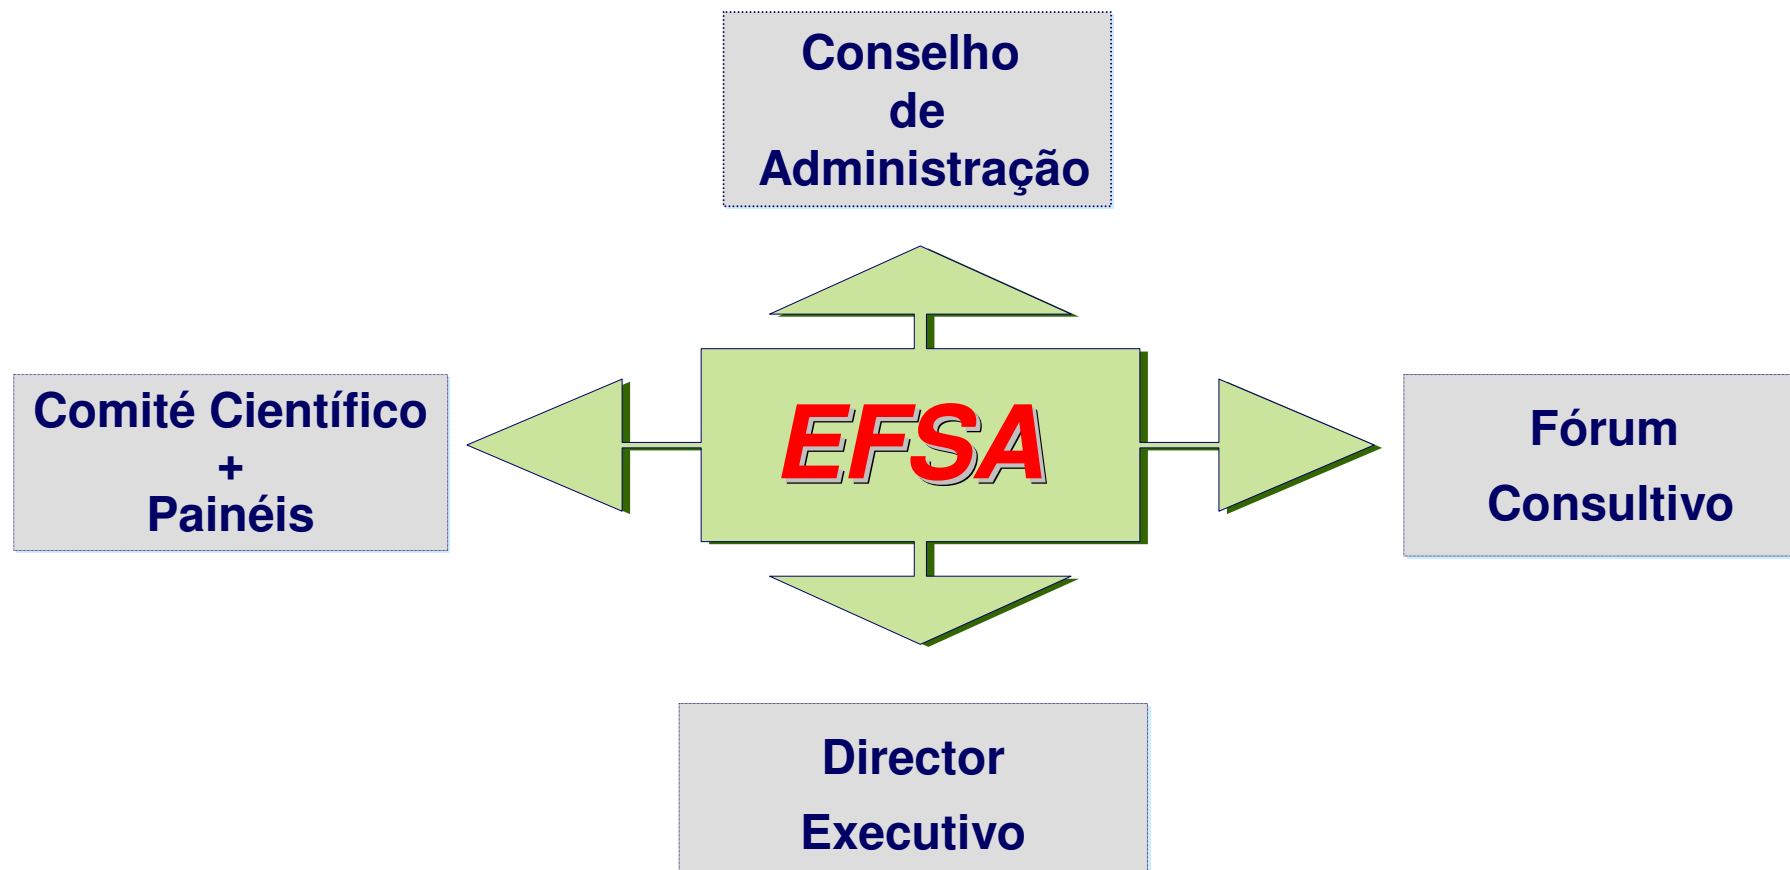 Conselho
de
Administração
Comité Científico
+
Painéis
EFSA
Fórum
Consultivo
Director
Executivo